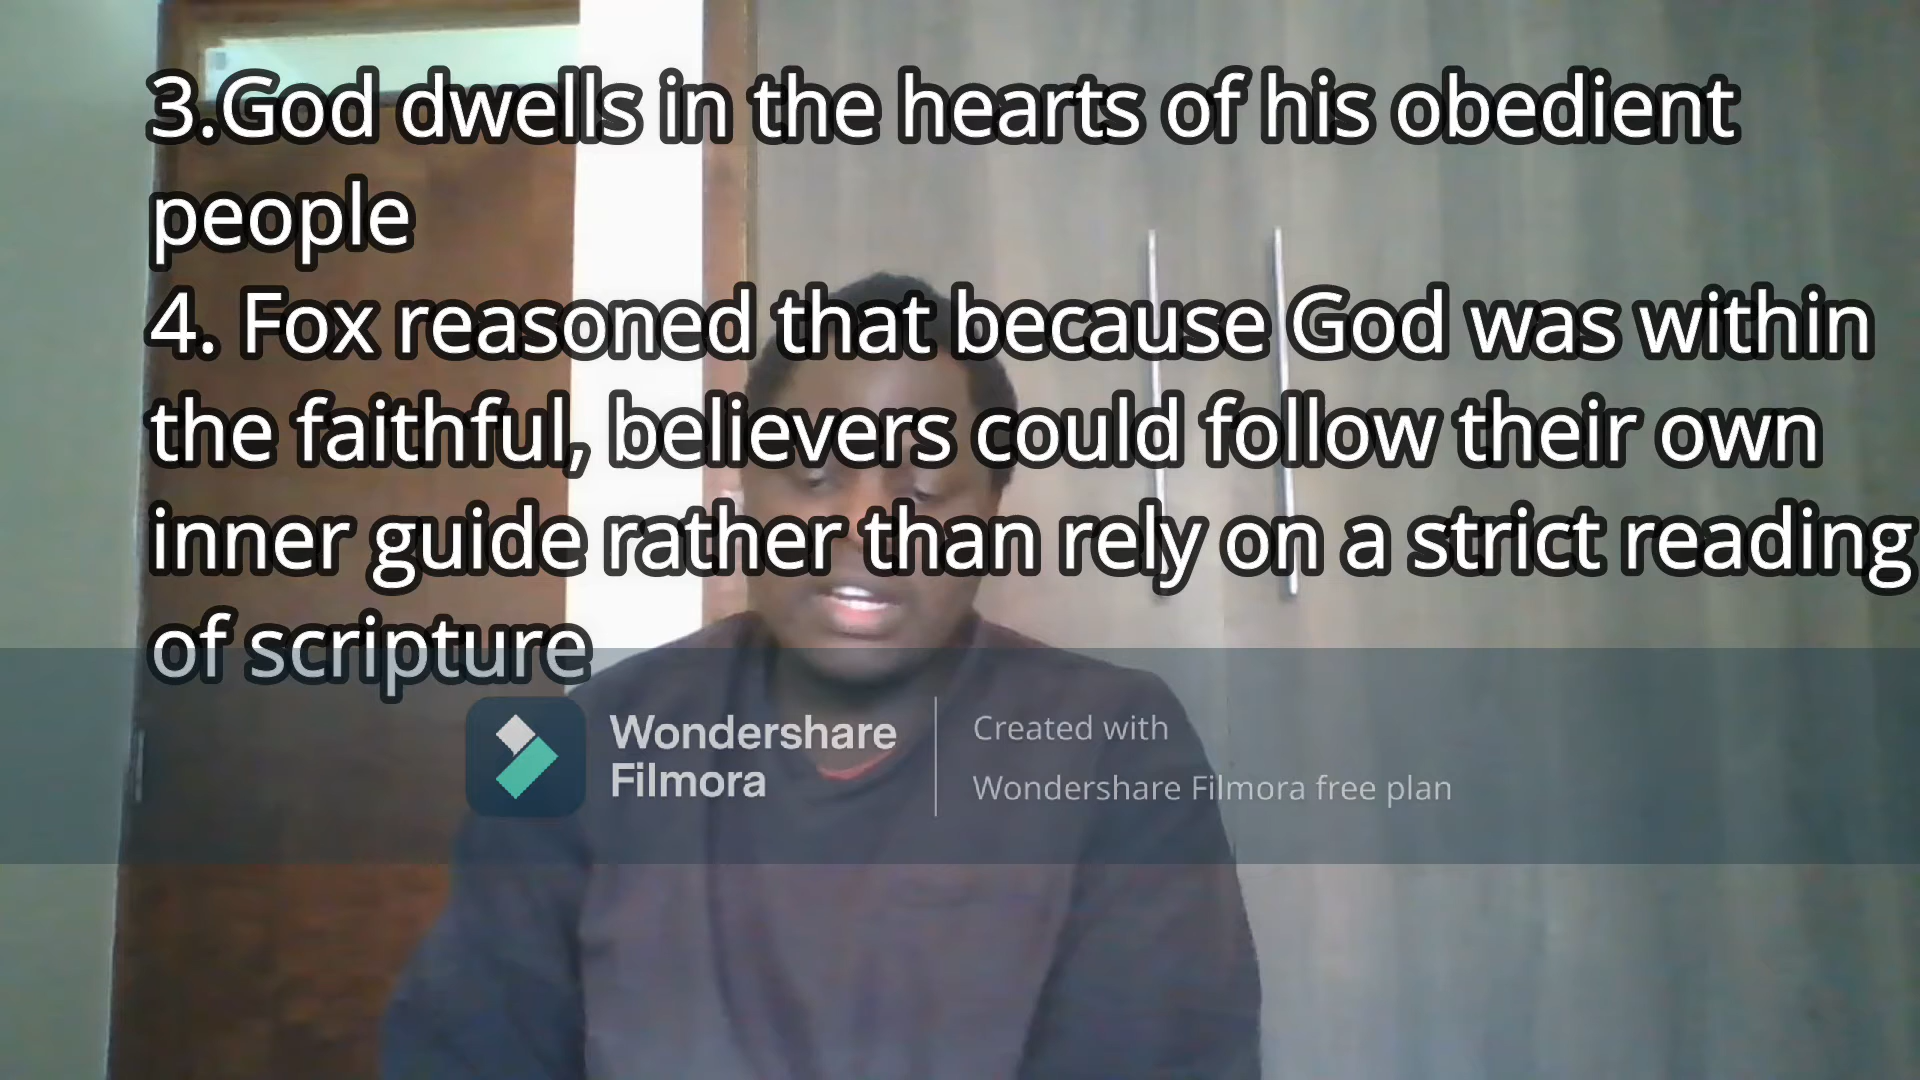 3.God dwells in the hearts of his obedient
people
4. Fox reasoned that because God was within
the faithful, believers could follow their own
inner guide rather than rely on a strict reading
of scripture
Wondershare
Filmora
Created with
Wondershare Filmora free plan